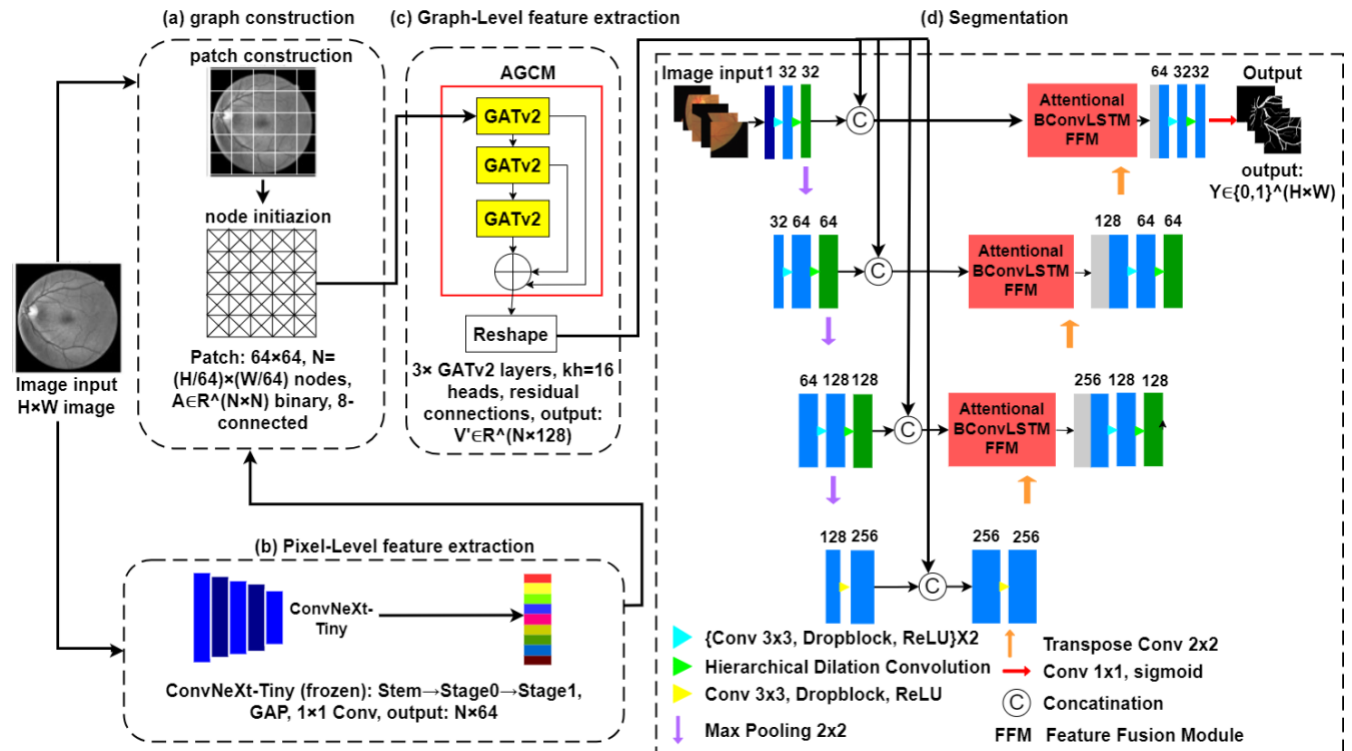 (a) graph construction
patch construction
node initiazion
Patch: 64×64, N=
(H/64)×(W/64) nodes,
A∈R^(N×N) binary, 8-
connected
Image input
H×W image
(b) Pixel-Level feature extraction
ConvNeXt-
Tiny
ConvNeXt-Tiny (frozen): Stem→Stage0→Stage1,
GAP, 1×1 Conv, output: N×64
(c) Graph-Level feature extraction
AGCM
GATv2
GATv2
GATv2
Reshape
3× GATv2 layers, kh=16
heads, residual
connections, output:
V'∈R^(N×128)
(d) Segmentation
Image input
1 32 32
C
Attentional
BConvLSTM
FFM
64 32 32
Output
output:
Y∈{0,1}^(H×W)
32 64 64
C
Attentional
BConvLSTM
FFM
128 64 64
64 128 128
C
Attentional
BConvLSTM
FFM
256 128 128
128 256
C
256 256
{Conv 3x3, Dropblock, ReLU}X2
Hierarchical Dilation Convolution
Conv 3x3, Dropblock, ReLU
Max Pooling 2x2
Transpose Conv 2x2
Conv 1x1, sigmoid
C Concatination
FFM Feature Fusion Module